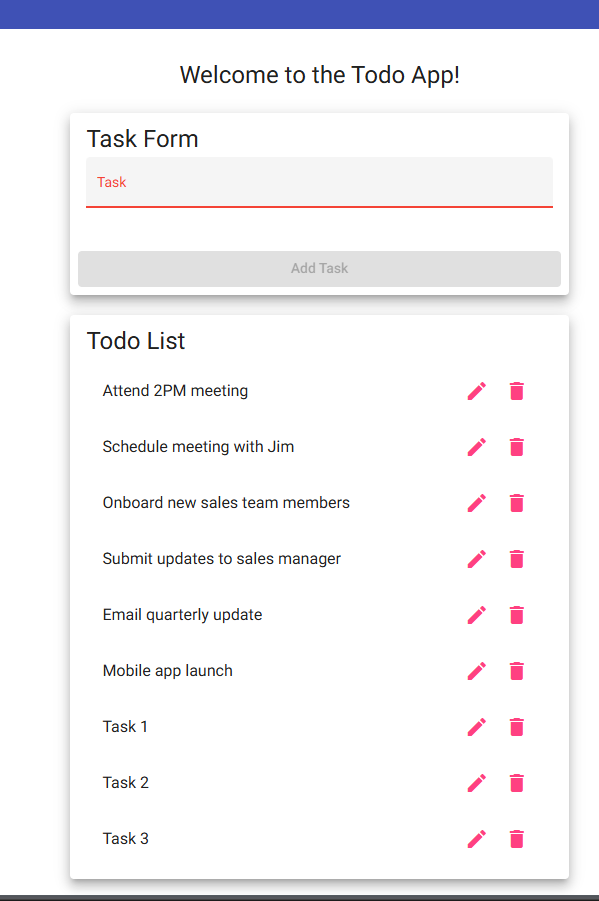 Welcome to the Todo App!
Task Form
Task
Add Task
Todo List
Attend 2PM meeting
Schedule meeting with Jim
Onboard new sales team members
Submit updates to sales manager
Email quarterly update
Mobile app launch
Task 1
Task 2
Task 3